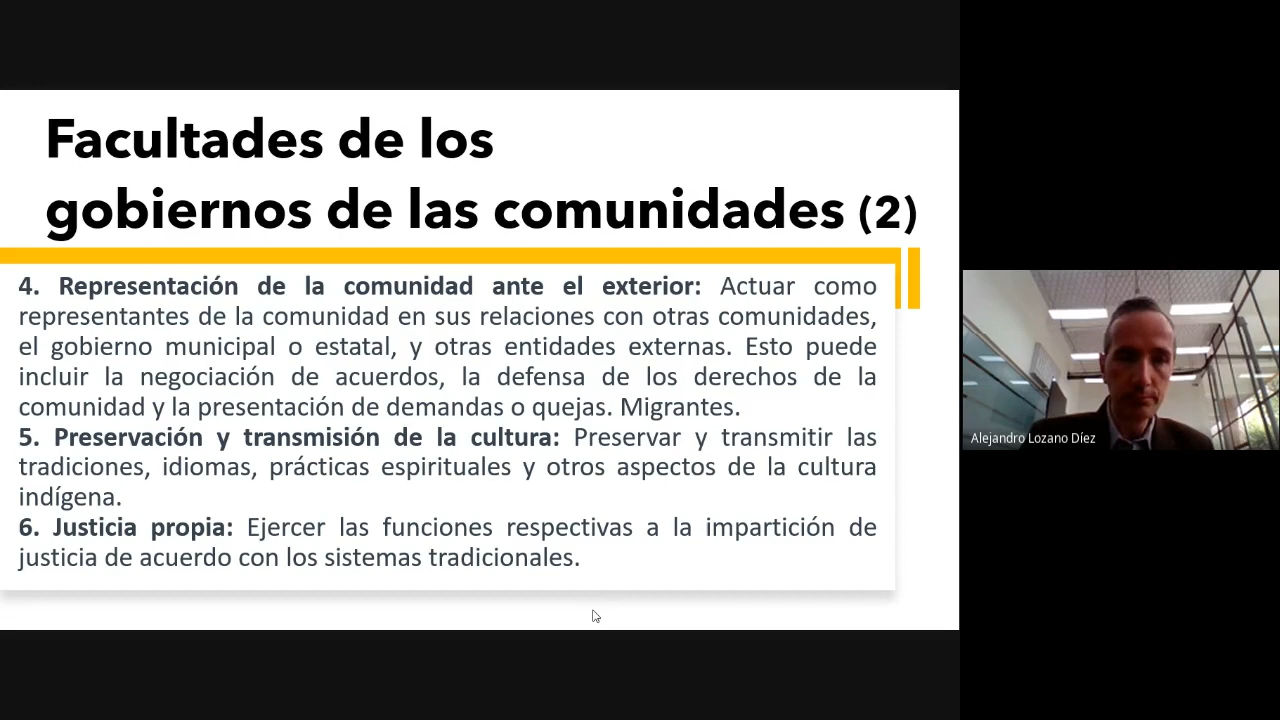 Facultades de los
gobiernos de las comunidades (2)
4. Representación de la comunidad ante el exterior: Actuar como
representantes de la comunidad en sus relaciones con otras comunidades,
el gobierno municipal o estatal, y otras entidades externas. Esto puede
incluir la negociación de acuerdos, la defensa de los derechos de la
comunidad y la presentación de demandas o quejas. Migrantes.
5. Preservación y transmisión de la cultura: Preservar y transmitir las
tradiciones, idiomas, prácticas espirituales y otros aspectos de la cultura
indígena.
6. Justicia propia: Ejercer las funciones respectivas a la impartición de
justicia de acuerdo con los sistemas tradicionales.
Alejandro Lozano Díez